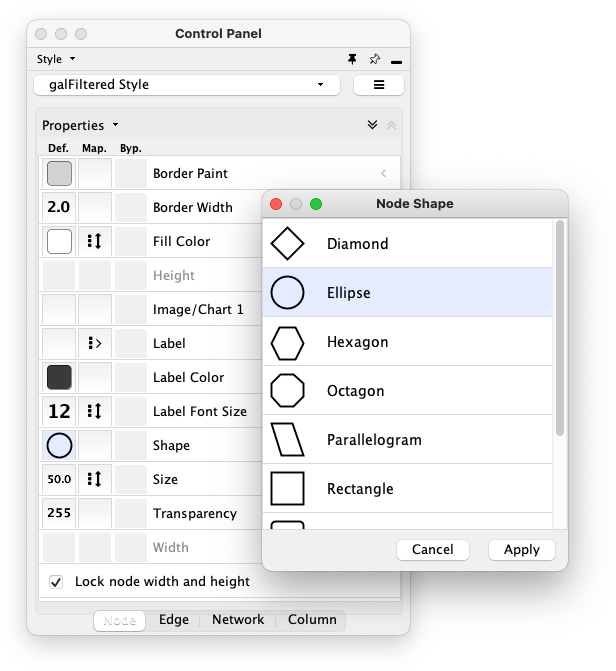 Control Panel
Style
galFiltered Style
Properties
Def. Map. Byp.
Border Paint
2.0 Border Width
Fill Color
Height
Image/Chart 1
Label
Label Color
12 Label Font Size
Shape
50.0 Size
255 Transparency
Width
Lock node width and height
Node Edge Network Column
Node Shape
Diamond
Ellipse
Hexagon
Octagon
Parallelogram
Rectangle
Cancel Apply